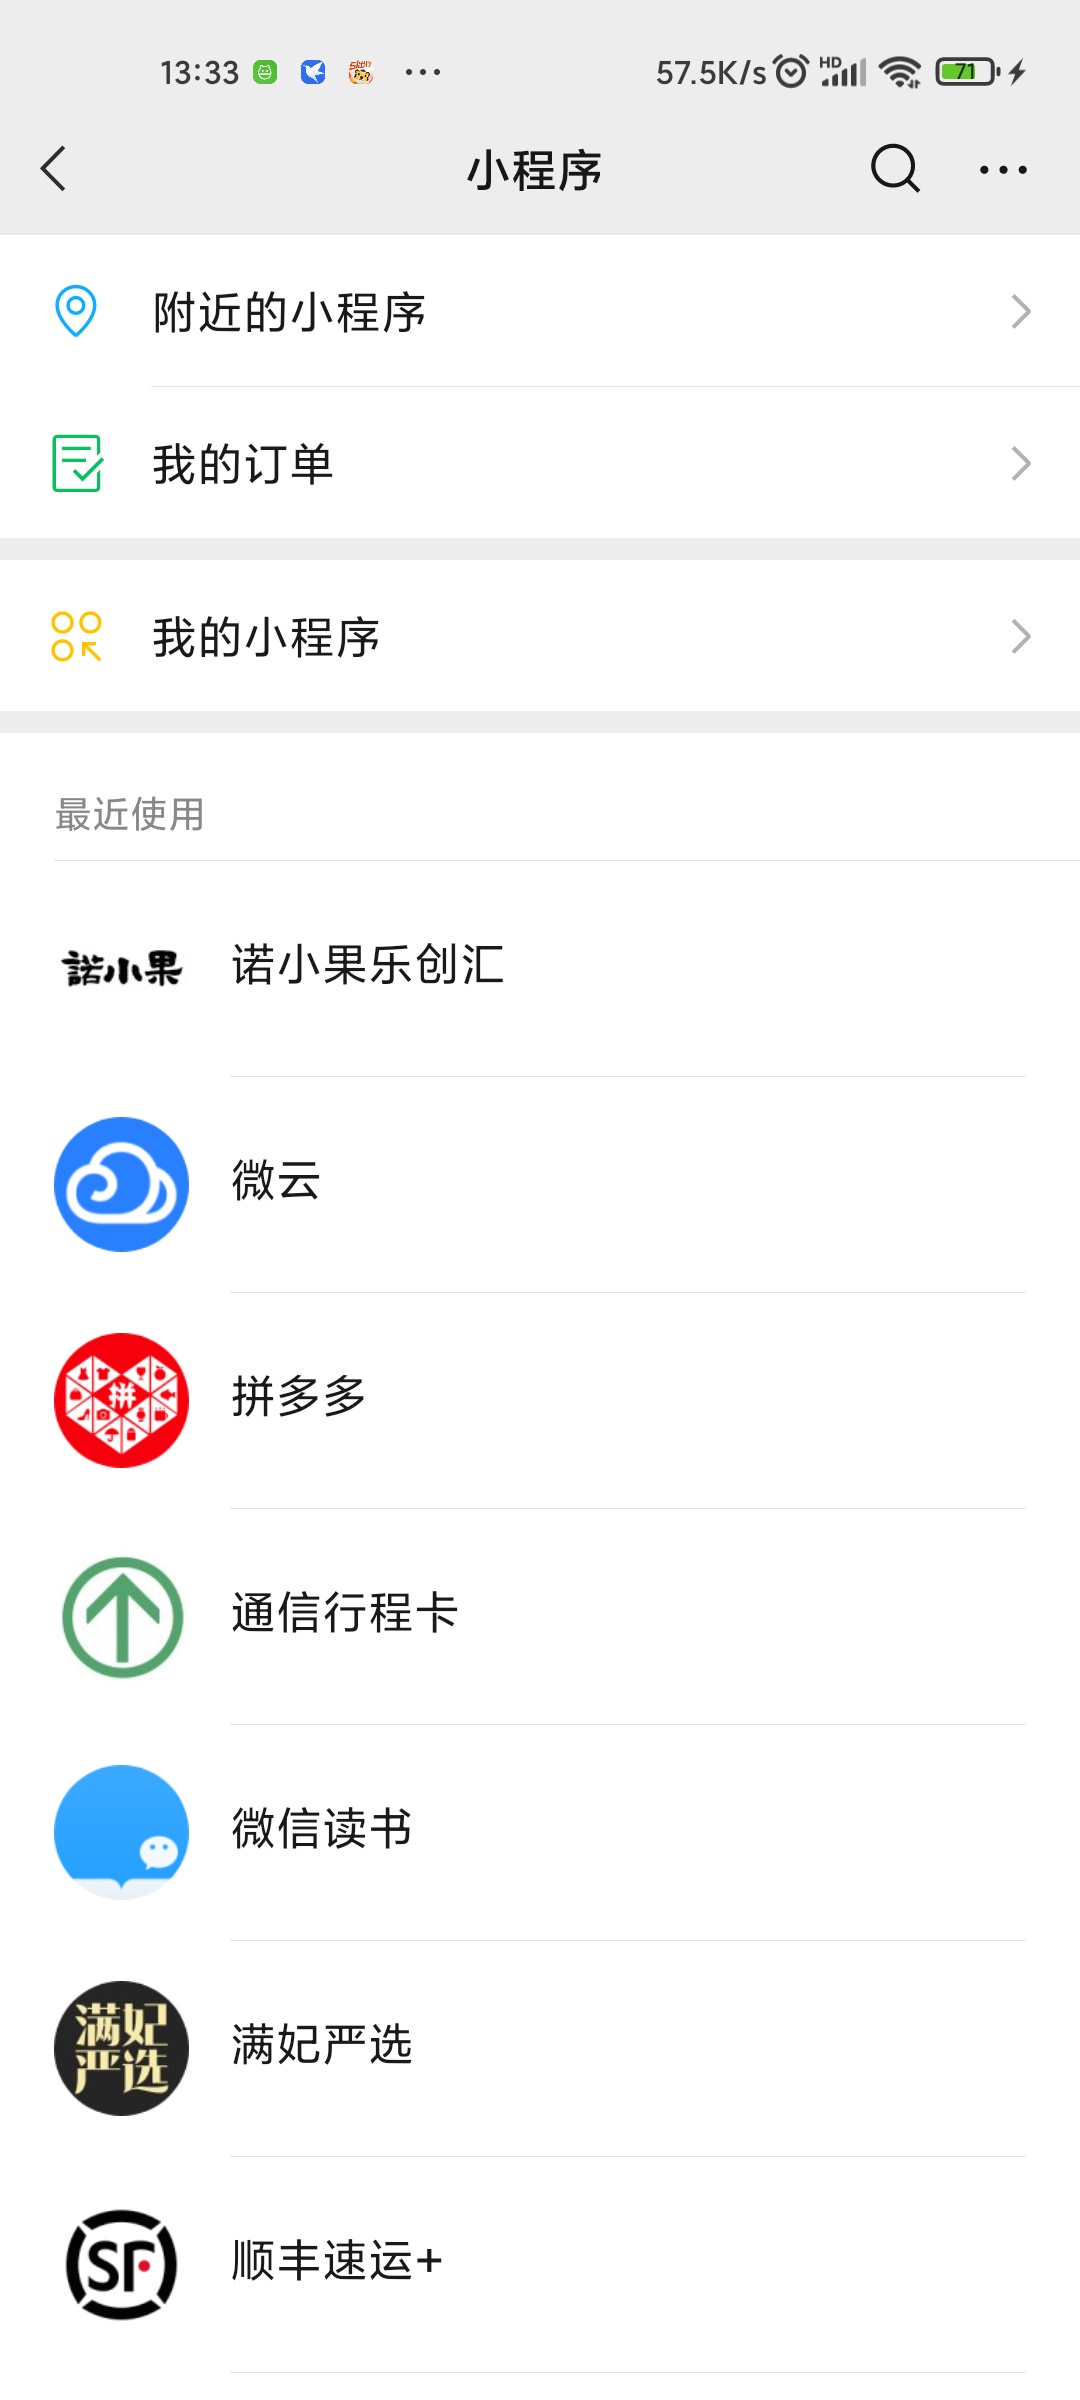 13:33 57.5K/s HD 71
小程序
附近的小程序
我的订单
我的小程序
最近使用
諾小果 诺小果乐创汇
微云
拼 拼多多
通信行程卡
微信读书
满妃严选 满妃严选
SF 顺丰速运+